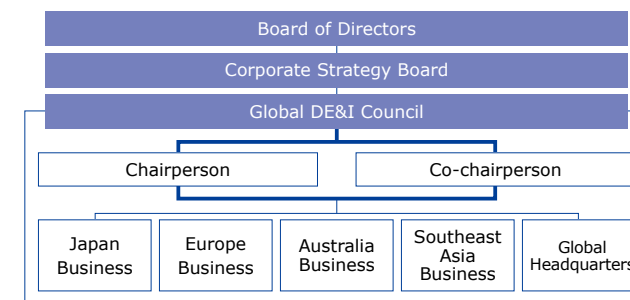 Board of Directors
Corporate Strategy Board
Global DE&I Council
Chairperson
Co-chairperson
Japan
Business
Europe
Business
Australia
Business
Southeast
Asia
Business
Global
Headquarters